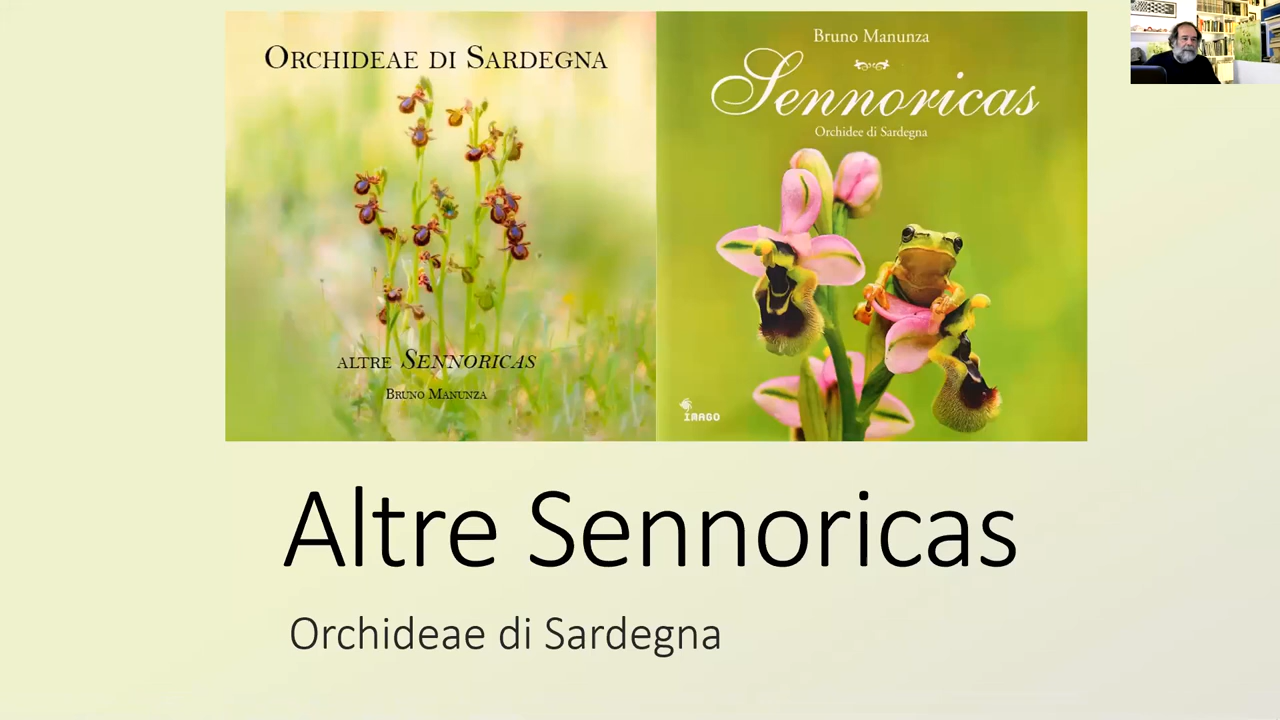 Orchideae di Sardegna
altre Sennoricas
Bruno Manunza
Bruno Manunza
Sennoricas
Orchidee di Sardegna
IMAGO
Altre Sennoricas
Orchideae di Sardegna